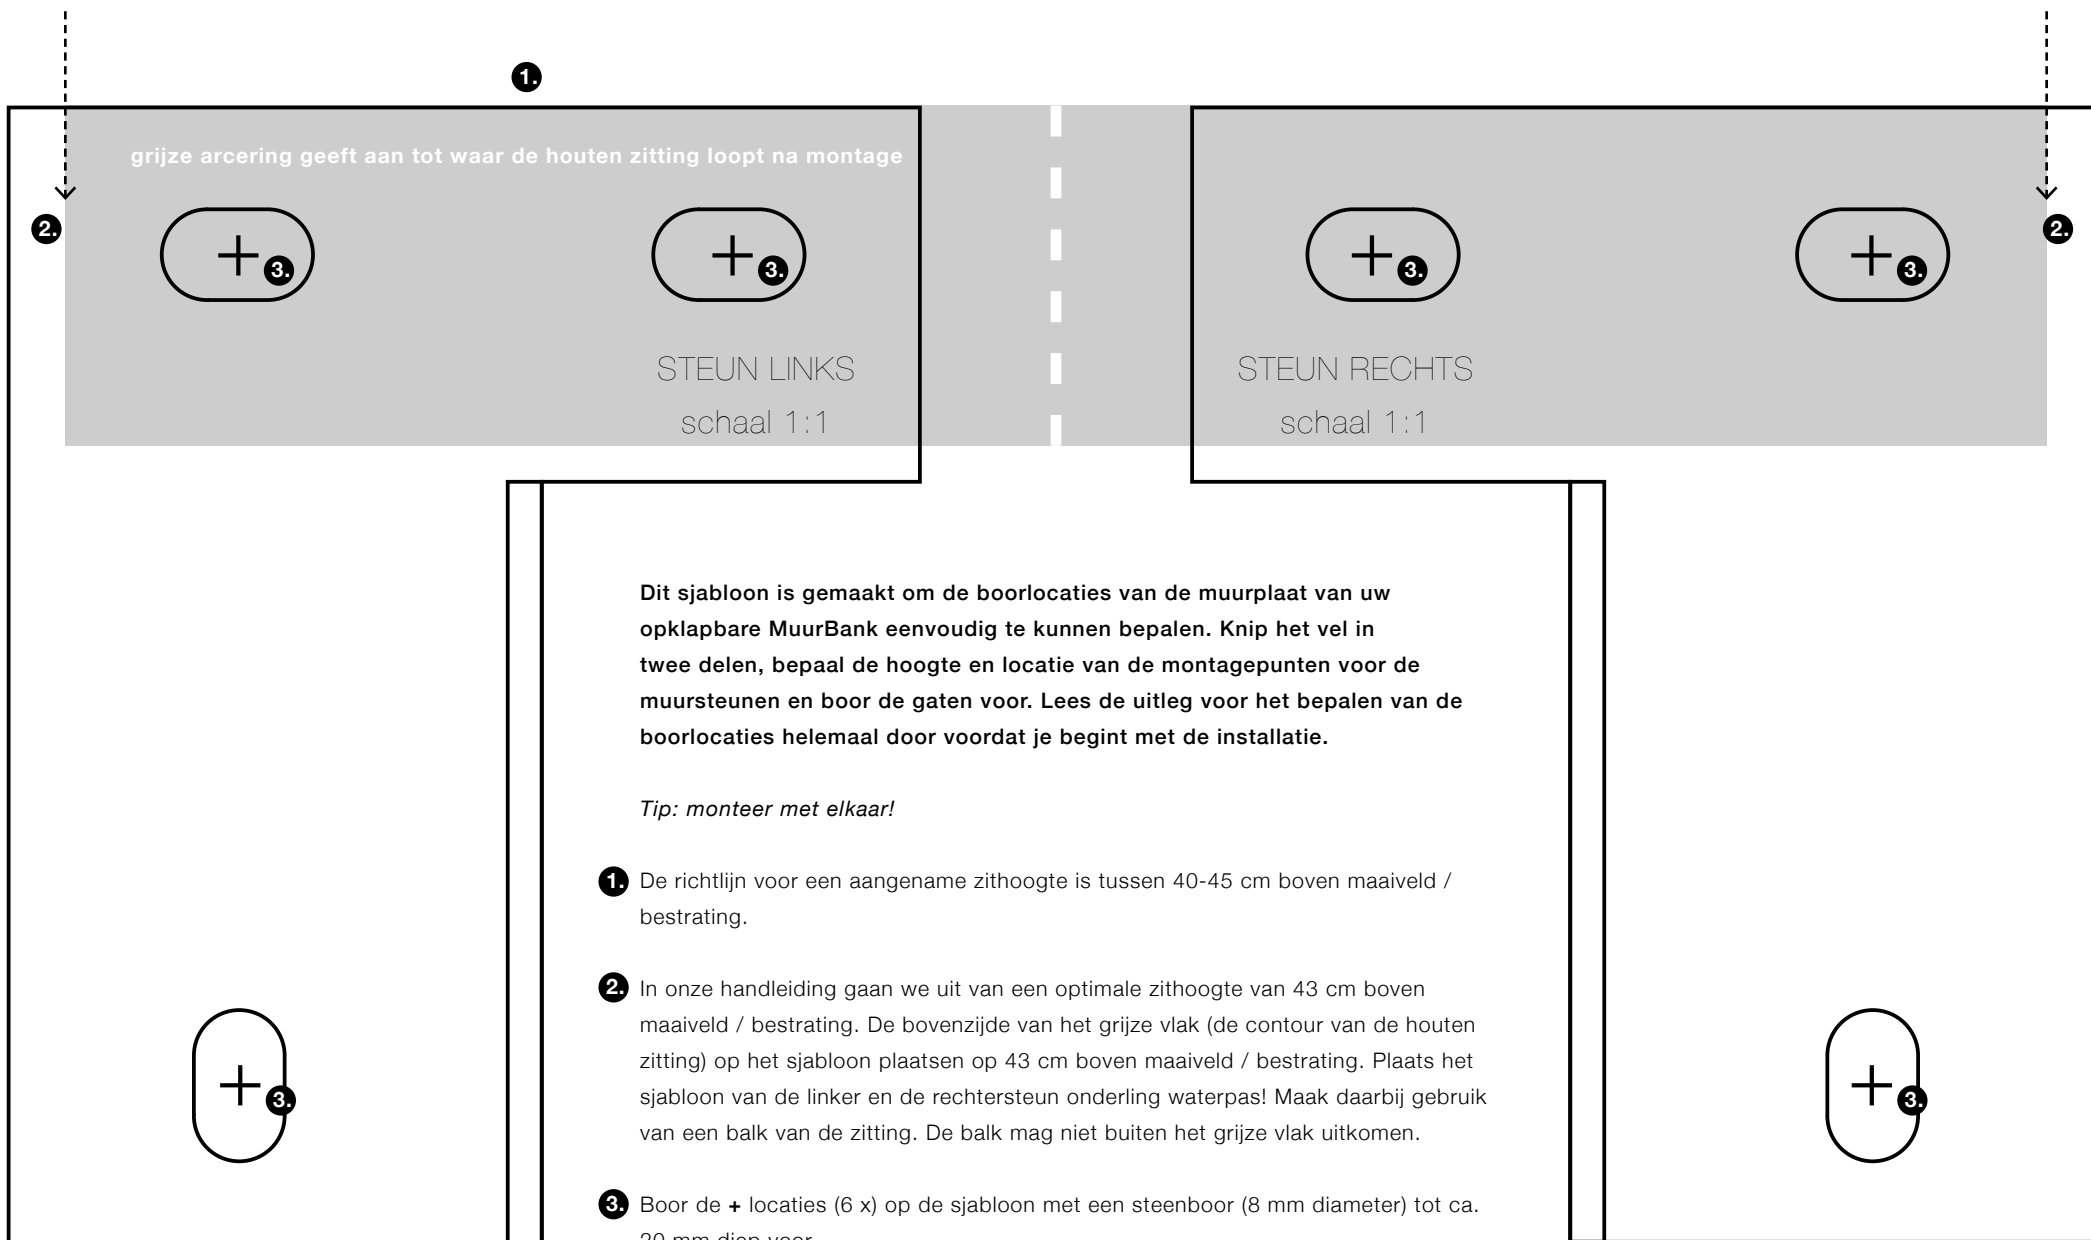 1.
grijze arcering geeft aan tot waar de houten zitting loopt na montage
2.
2.
3.
3.
3.
3.
STEUN LINKS
schaal 1:1
STEUN RECHTS
schaal 1:1
Dit sjabloon is gemaakt om de boorlocaties van de muurplaat van uw
opklapbare MuurBank eenvoudig te kunnen bepalen. Knip het vel in
twee delen, bepaal de hoogte en locatie van de montagepunten voor de
muursteunen en boor de gaten voor. Lees de uitleg voor het bepalen van de
boorlocaties helemaal door voordat je begint met de installatie.
Tip: monteer met elkaar!
1. De richtlijn voor een aangename zithoogte is tussen 40-45 cm boven maaiveld /
bestrating.
2. In onze handleiding gaan we uit van een optimale zithoogte van 43 cm boven
maaiveld / bestrating. De bovenzijde van het grijze vlak (de contour van de houten
zitting) op het sjabloon plaatsen op 43 cm boven maaiveld / bestrating. Plaats het
sjabloon van de linker en de rechtersteun onderling waterpas! Maak daarbij gebruik
van een balk van de zitting. De balk mag niet buiten het grijze vlak uitkomen.
3.
3.
3. Boor de + locaties (6 x) op de sjabloon met een steenboor (8 mm diameter) tot ca.
20 mm diep voor